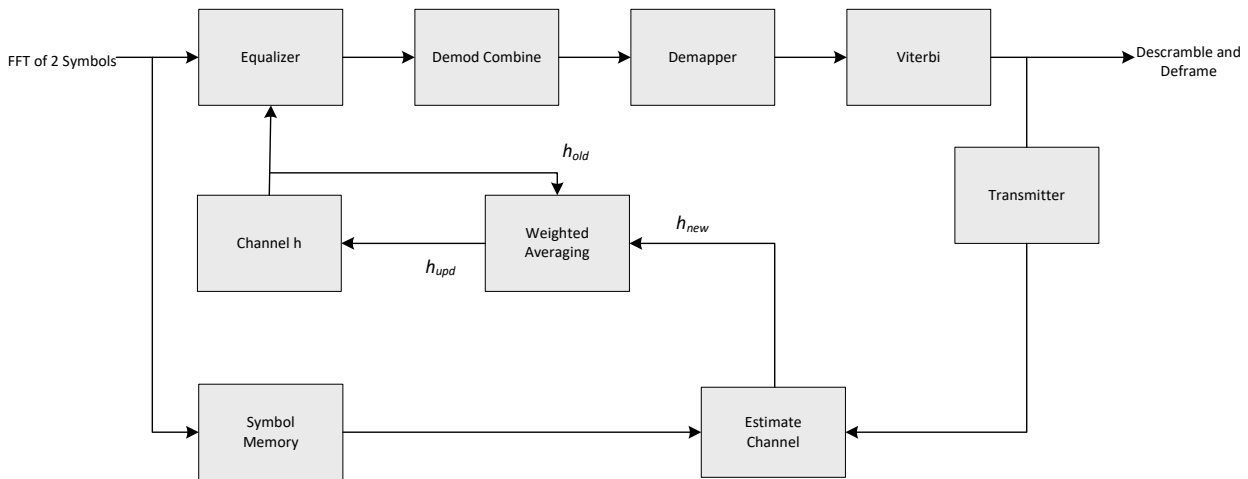 FFT of 2 Symbols
Equalizer
Demod Combine
Demapper
Viterbi
Descramble and
Deframe
h_old
Transmitter
Channel h
Weighted
Averaging
h_new
h_upd
Symbol
Memory
Estimate
Channel